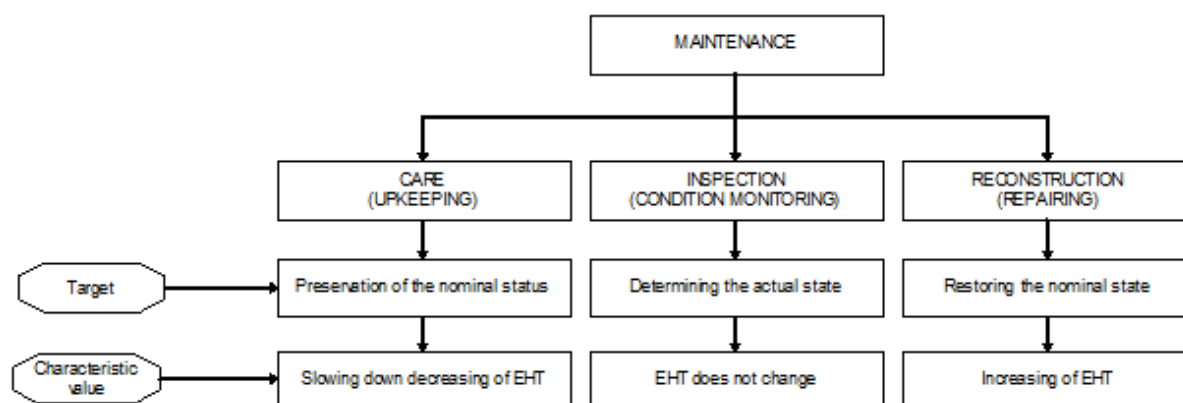 MAINTENANCE
CARE
(UPKEEPING)
INSPECTION
(CONDITION MONITORING)
RECONSTRUCTION
(REPAIRING)
Target
Preservation of the nominal status
Determining the actual state
Restoring the nominal state
Characteristic
value
Slowing down decreasing of EHT
EHT does not change
Increasing of EHT